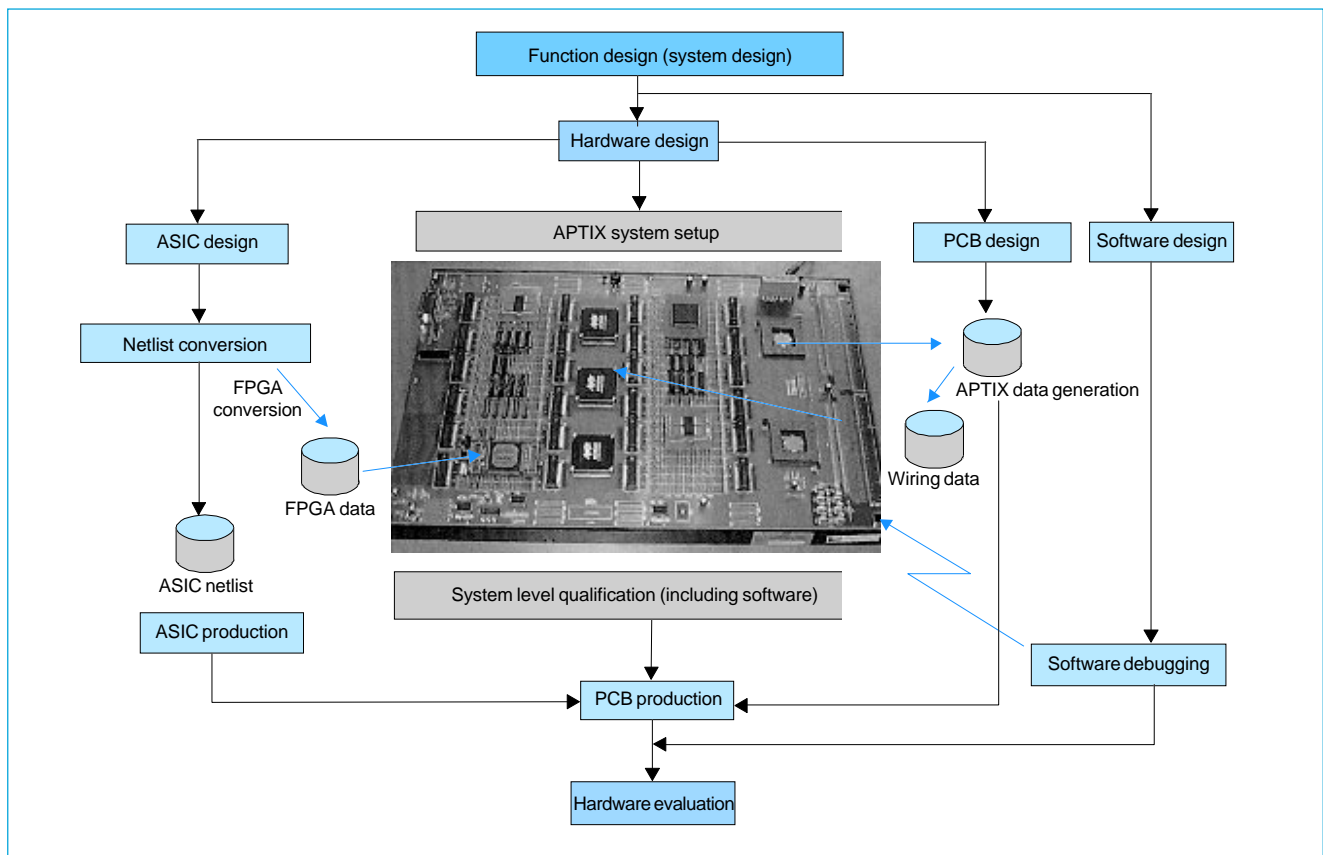 Function design (system design)
Hardware design
ASIC design
APTIX system setup
PCB design
Software design
Netlist conversion
FPGA
conversion
APTIX data generation
FPGA data
Wiring data
ASIC netlist
System level qualification (including software)
ASIC production
Software debugging
PCB production
Hardware evaluation